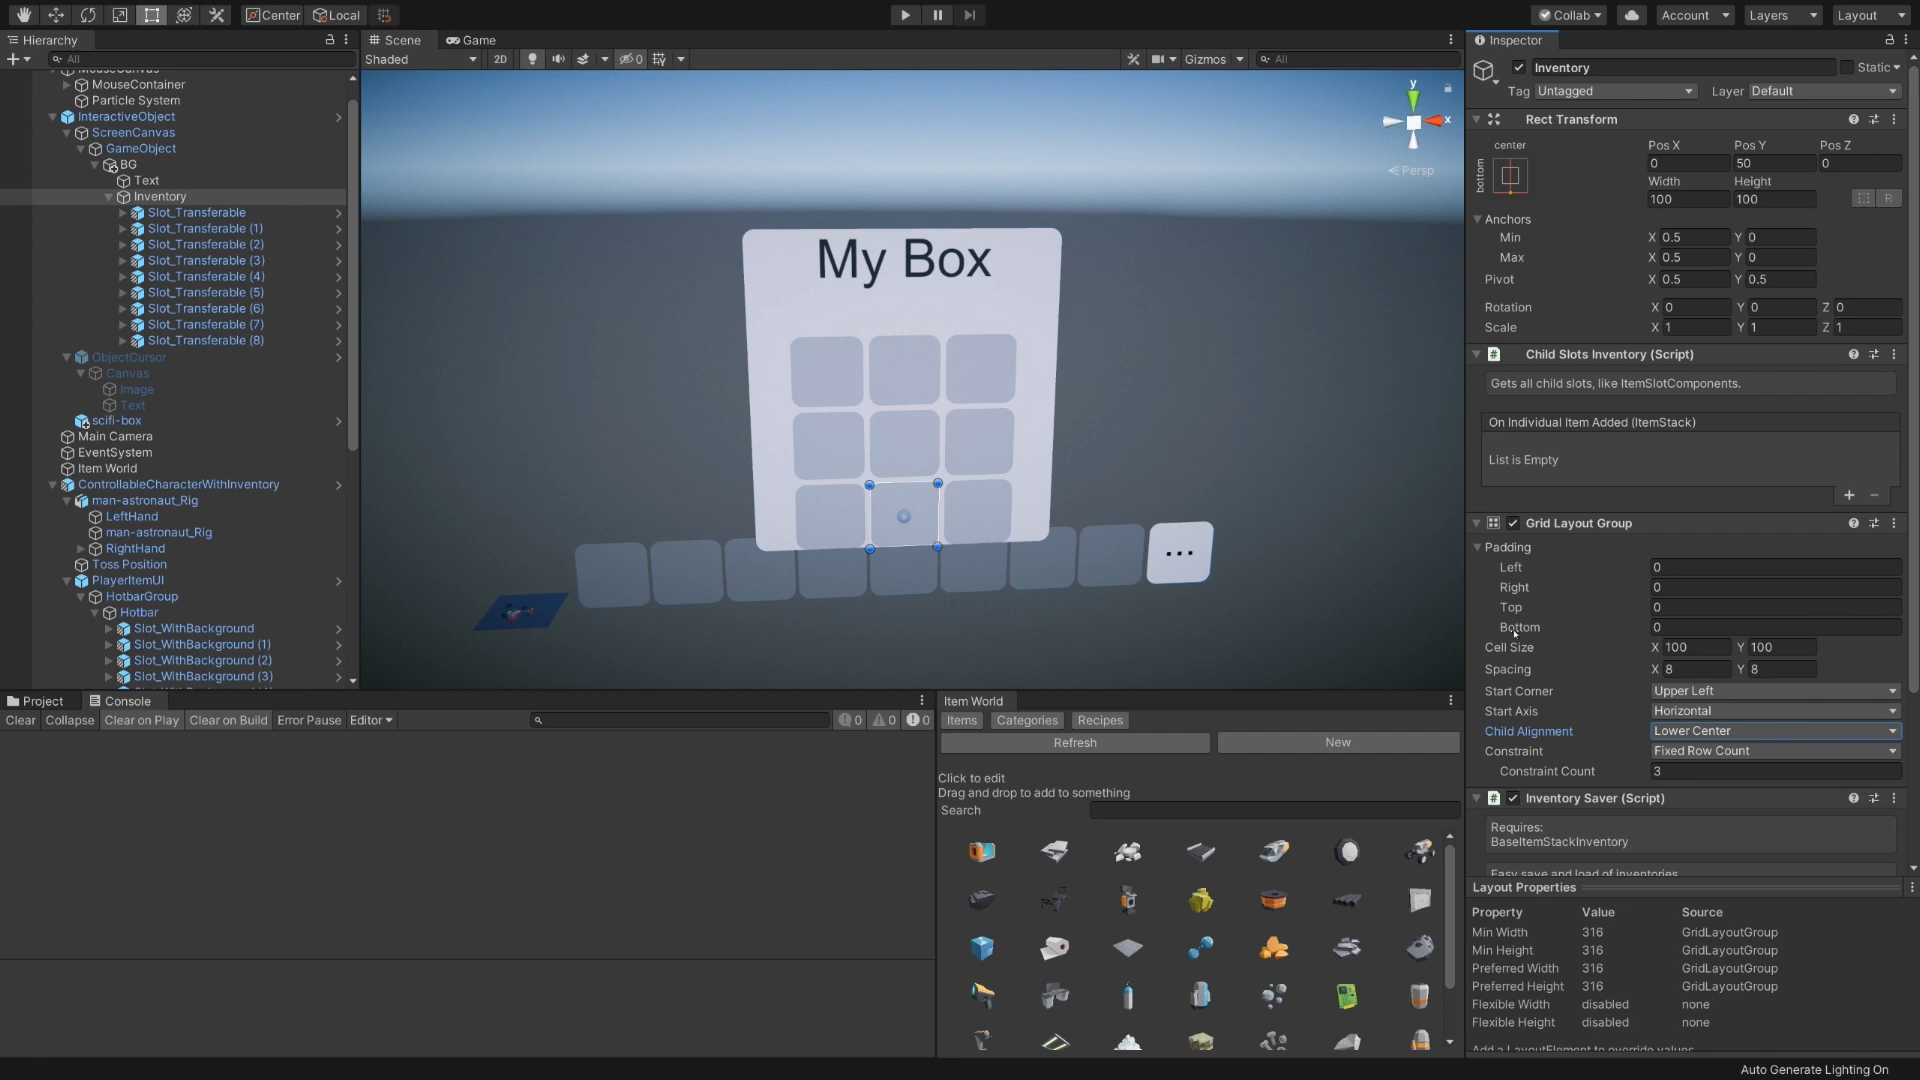 Center
Local
Collab
Account
Layers
Layout
Hierarchy
All
MouseContainer
Particle System
InteractiveObject
ScreenCanvas
GameObject
BG
Text
Inventory
Slot_Transferable
Slot_Transferable (1)
Slot_Transferable (2)
Slot_Transferable (3)
Slot_Transferable (4)
Slot_Transferable (5)
Slot_Transferable (6)
Slot_Transferable (7)
Slot_Transferable (8)
ObjectCursor
Canvas
Image
Text
scifi-box
Main Camera
EventSystem
Item World
ControllableCharacterWithInventory
man-astronaut_Rig
LeftHand
man-astronaut_Rig
RightHand
Toss Position
PlayerItemUI
HotbarGroup
Hotbar
Slot_WithBackground
Slot_WithBackground (1)
Slot_WithBackground (2)
Slot_WithBackground (3)
Scene
Game
Shaded
2D
0
Gizmos
All
y
x
Persp
My Box
...
Inspector
Inventory
Static
Tag Untagged
Layer Default
Rect Transform
center
bottom
Pos X Pos Y Pos Z
0 50 0
Width Height
100 100
R
Anchors
Min X 0.5 Y 0
Max X 0.5 Y 0
Pivot X 0.5 Y 0.5
Rotation X 0 Y 0 Z 0
Scale X 1 Y 1 Z 1
# Child Slots Inventory (Script)
Gets all child slots, like ItemSlotComponents.
On Individual Item Added (ItemStack)
List is Empty
+ −
Grid Layout Group
Padding
Left 0
Right 0
Top 0
Bottom 0
Cell Size X 100 Y 100
Spacing X 8 Y 8
Start Corner Upper Left
Start Axis Horizontal
Child Alignment Lower Center
Constraint Fixed Row Count
Constraint Count 3
# Inventory Saver (Script)
Requires:
BaseItemStackInventory
Easy save and load of inventories
Layout Properties
Property Value Source
Min Width 316 GridLayoutGroup
Min Height 316 GridLayoutGroup
Preferred Width 316 GridLayoutGroup
Preferred Height 316 GridLayoutGroup
Flexible Width disabled none
Flexible Height disabled none
Add a LayoutElement to override values
Project
Console
Clear
Collapse
Clear on Play
Clear on Build
Error Pause
Editor
0
0
0
Item World
Items
Categories
Recipes
Refresh
New
Click to edit
Drag and drop to add to something
Search
Auto Generate Lighting On